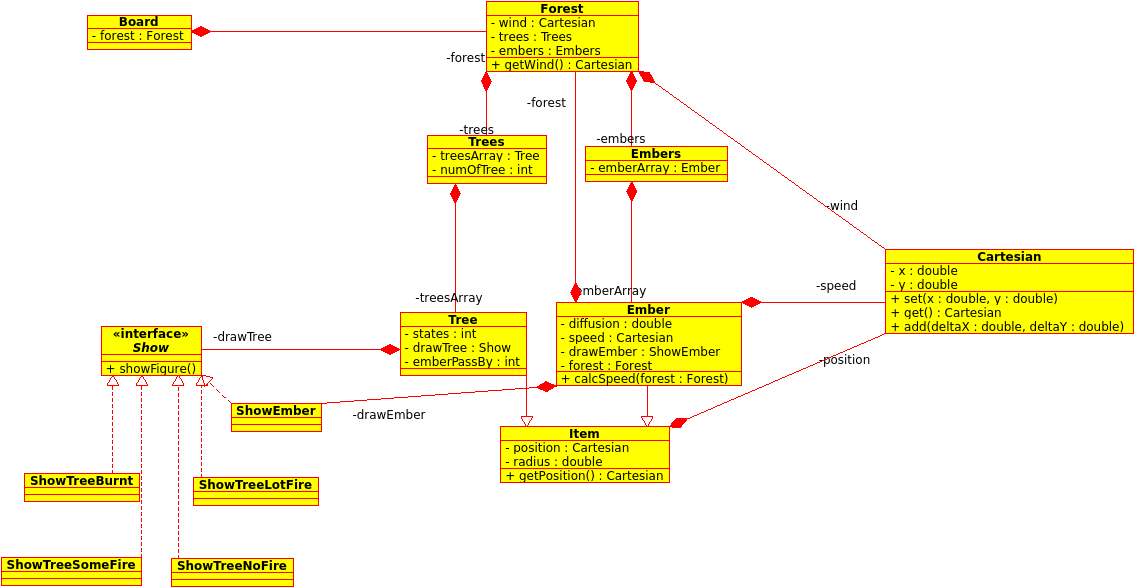 Board
- forest : Forest
Forest
- wind : Cartesian
- trees : Trees
- embers : Embers
+ getWind() : Cartesian
-forest
-forest
-trees
-embers
Trees
- treesArray : Tree
- numOfTree : int
Embers
- emberArray : Ember
-wind
Cartesian
- x : double
- y : double
+ set(x : double, y : double)
+ get() : Cartesian
+ add(deltaX : double, deltaY : double)
-speed
-position
-treesArray
emberArray
Tree
- states : int
- drawTree : Show
- emberPassBy : int
Ember
- diffusion : double
- speed : Cartesian
- drawEmber : ShowEmber
- forest : Forest
+ calcSpeed(forest : Forest)
«interface»
Show
+ showFigure()
-drawTree
ShowEmber
-drawEmber
Item
- position : Cartesian
- radius : double
+ getPosition() : Cartesian
ShowTreeBurnt
ShowTreeLotFire
ShowTreeSomeFire
ShowTreeNoFire